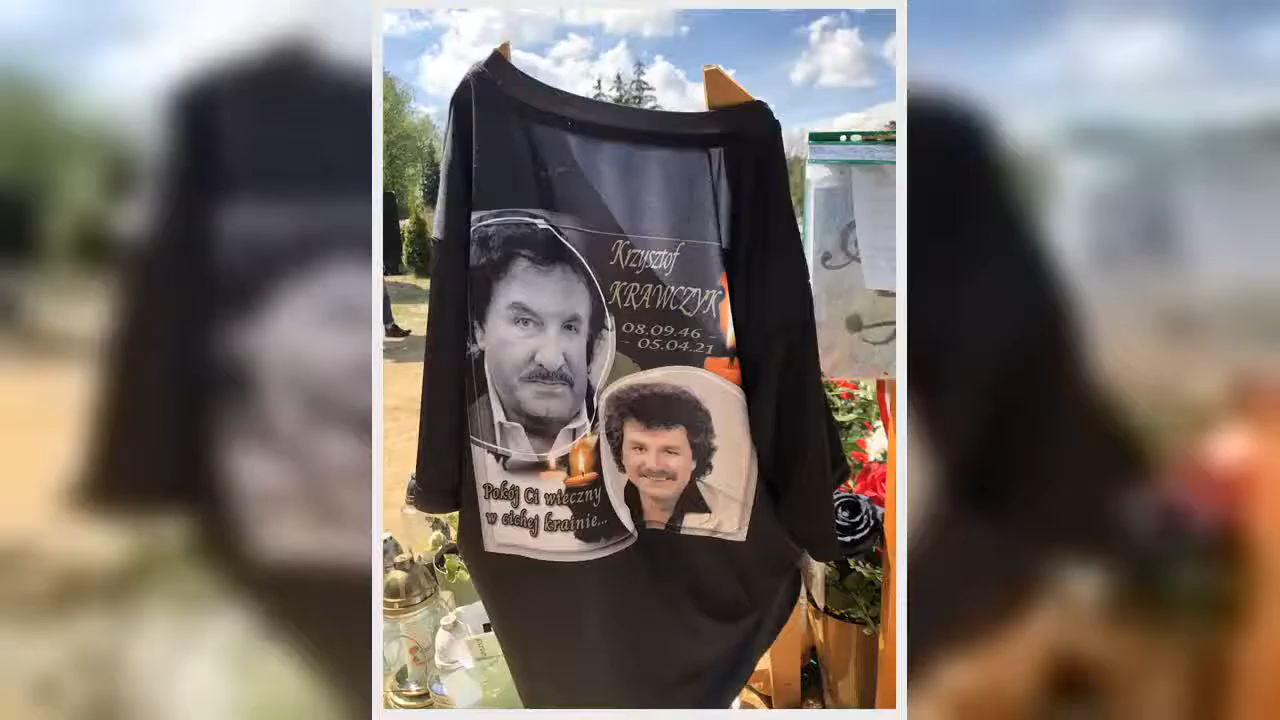 Krzysztof
KRAWCZYK
08.09.46 -
- 05.04.21
Pokój Ci wieczny
w cichej krainie...